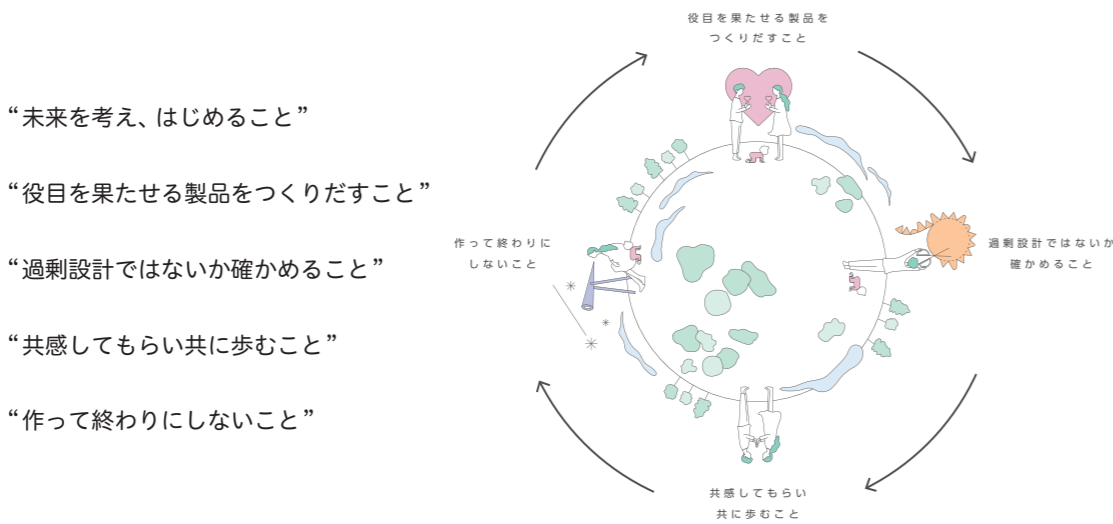 “未来を考え、はじめること”
“役目を果たせる製品をつくりだすこと”
“過剰設計ではないか確かめること”
“共感してもらい共に歩むこと”
“作って終わりにしないこと”
役目を果たせる製品を
つくりだすこと
過剰設計ではないか
確かめること
共感してもらい
共に歩むこと
作って終わりに
しないこと